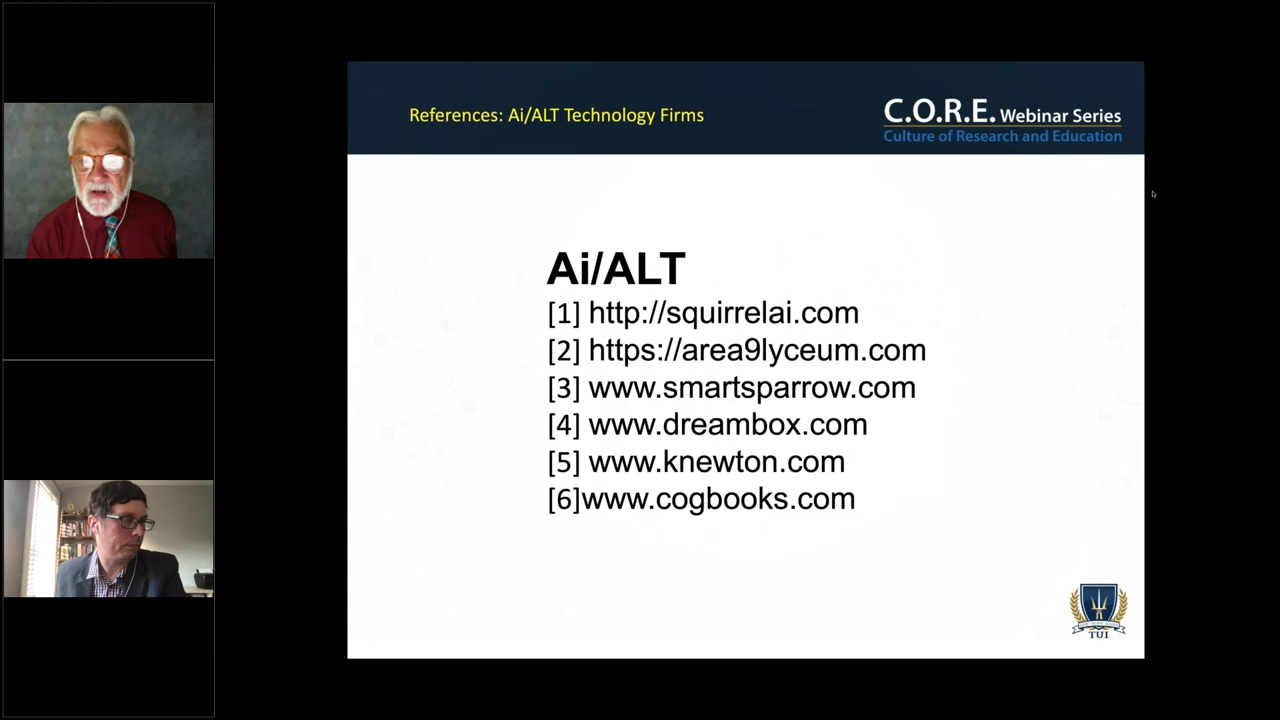 References: Ai/ALT Technology Firms
C.O.R.E. Webinar Series
Culture of Research and Education
Ai/ALT
[1] http://squirrelai.com
[2] https://area9lyceum.com
[3] www.smartsparrow.com
[4] www.dreambox.com
[5] www.knewton.com
[6]www.cogbooks.com
TUI